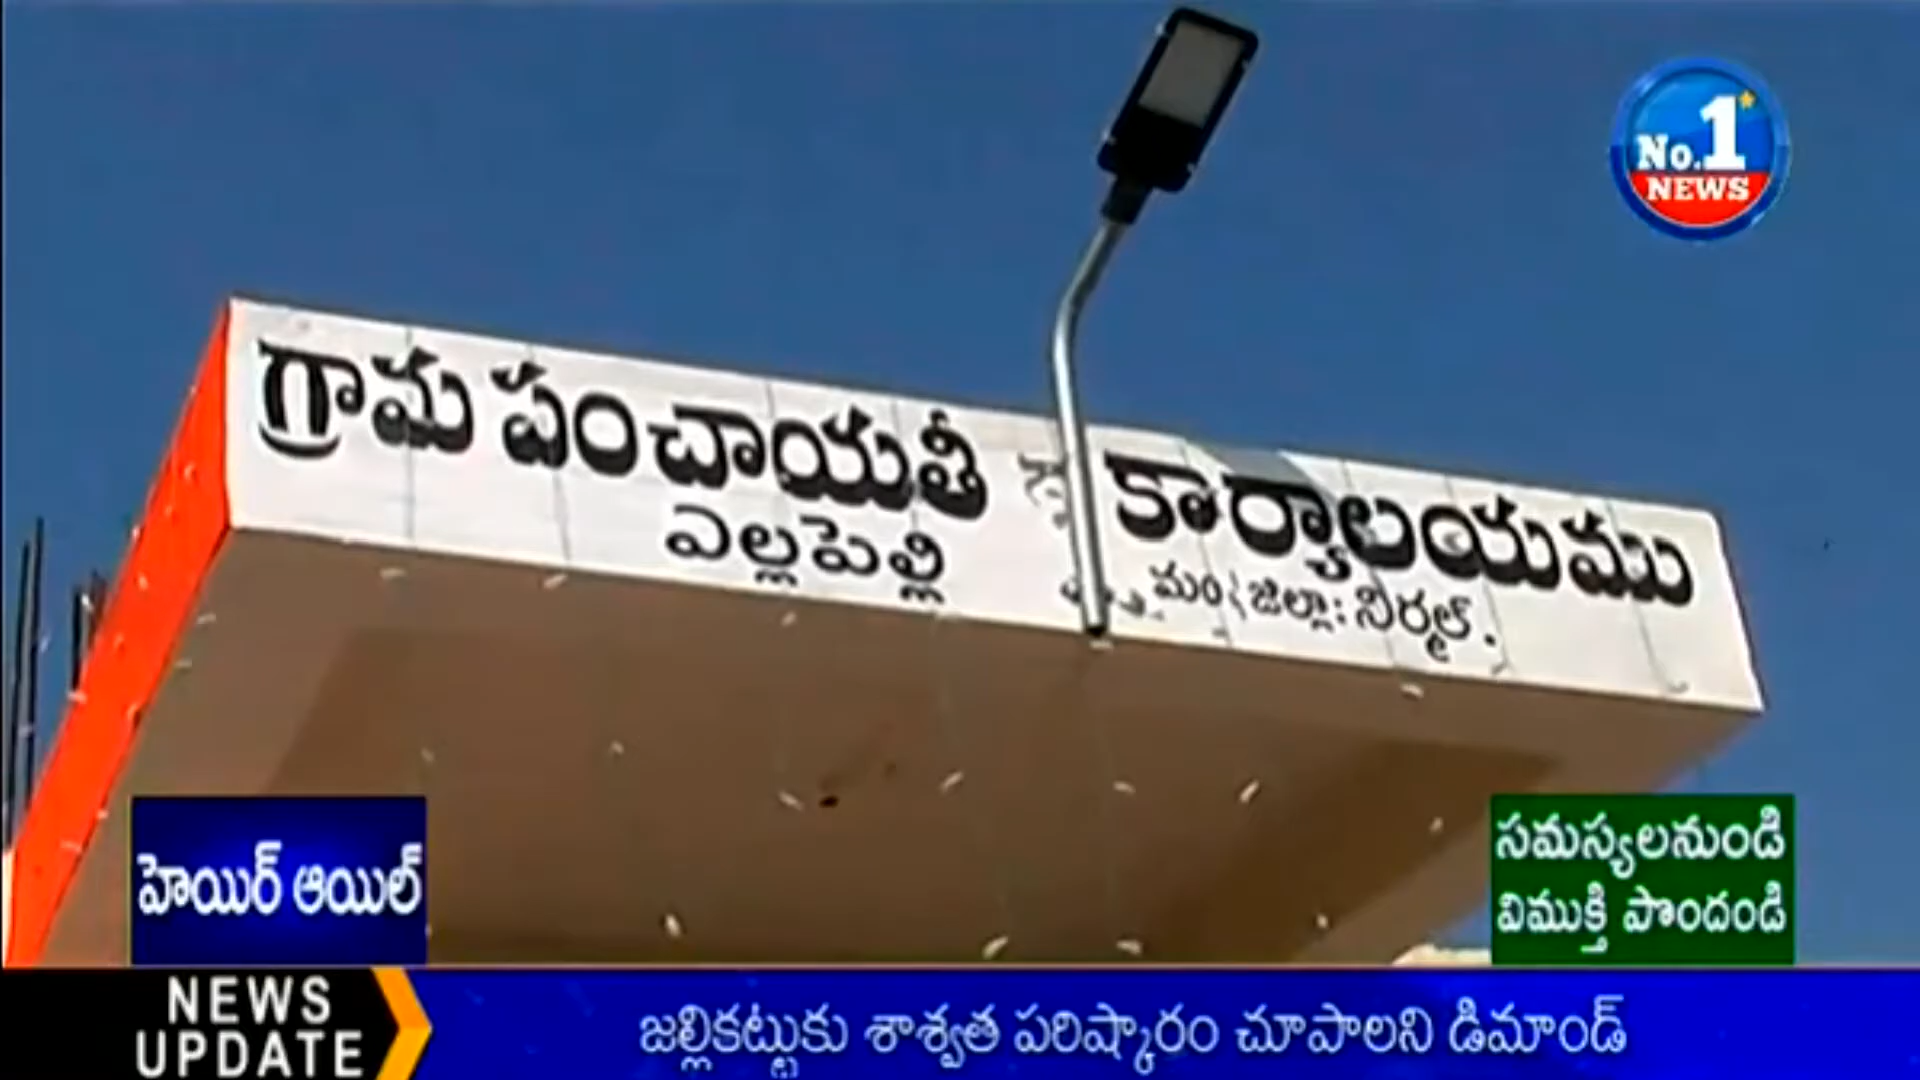 No.1
NEWS
గ్రామ పంచాయతీ కార్యాలయము
ఎల్లపెల్లి మం జిల్లా: నిర్మల్.
హెయిర్ ఆయిల్
సమస్యలనుండి
విముక్తి పొందండి
NEWS
UPDATE
జల్లికట్టుకు శాశ్వత పరిష్కారం చూపాలని డిమాండ్